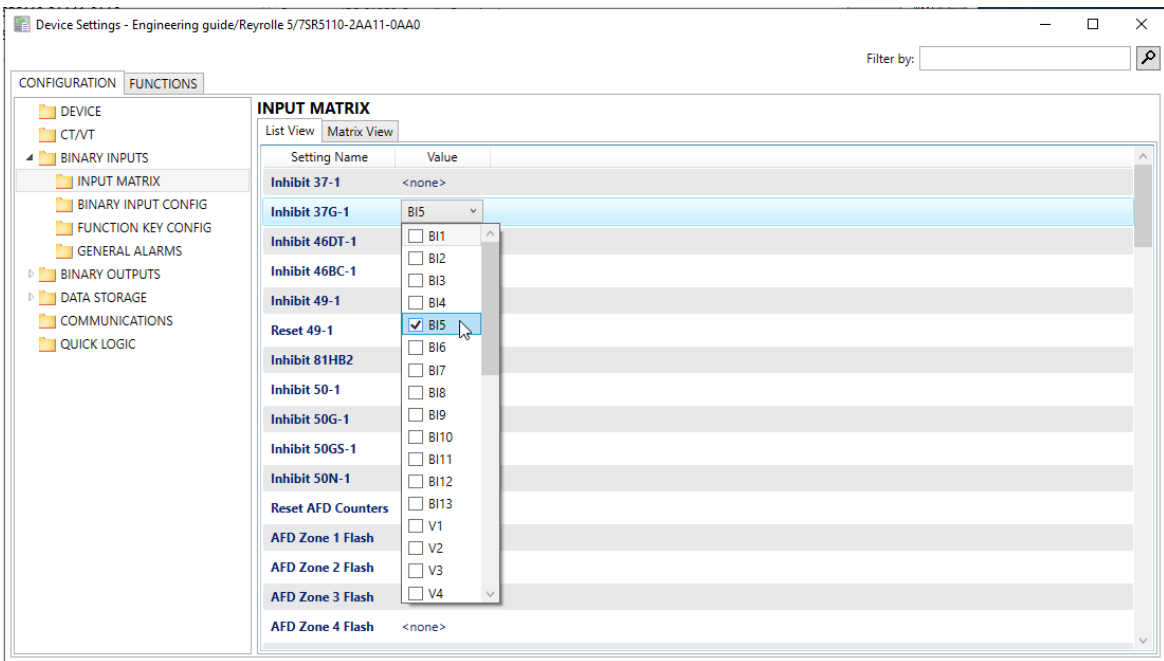 Device Settings - Engineering guide/Reyrolle 5/7SR5110-2AA11-0AA0
Filter by:
CONFIGURATION FUNCTIONS
DEVICE
CT/VT
BINARY INPUTS
INPUT MATRIX
BINARY INPUT CONFIG
FUNCTION KEY CONFIG
GENERAL ALARMS
BINARY OUTPUTS
DATA STORAGE
COMMUNICATIONS
QUICK LOGIC
INPUT MATRIX
List View Matrix View
Setting Name Value
Inhibit 37-1 <none>
Inhibit 37G-1 BI5
Inhibit 46DT-1
Inhibit 46BC-1
Inhibit 49-1
Reset 49-1
Inhibit 81HB2
Inhibit 50-1
Inhibit 50G-1
Inhibit 50GS-1
Inhibit 50N-1
Reset AFD Counters
AFD Zone 1 Flash
AFD Zone 2 Flash
AFD Zone 3 Flash
AFD Zone 4 Flash <none>
BI1
BI2
BI3
BI4
BI5
BI6
BI7
BI8
BI9
BI10
BI11
BI12
BI13
V1
V2
V3
V4